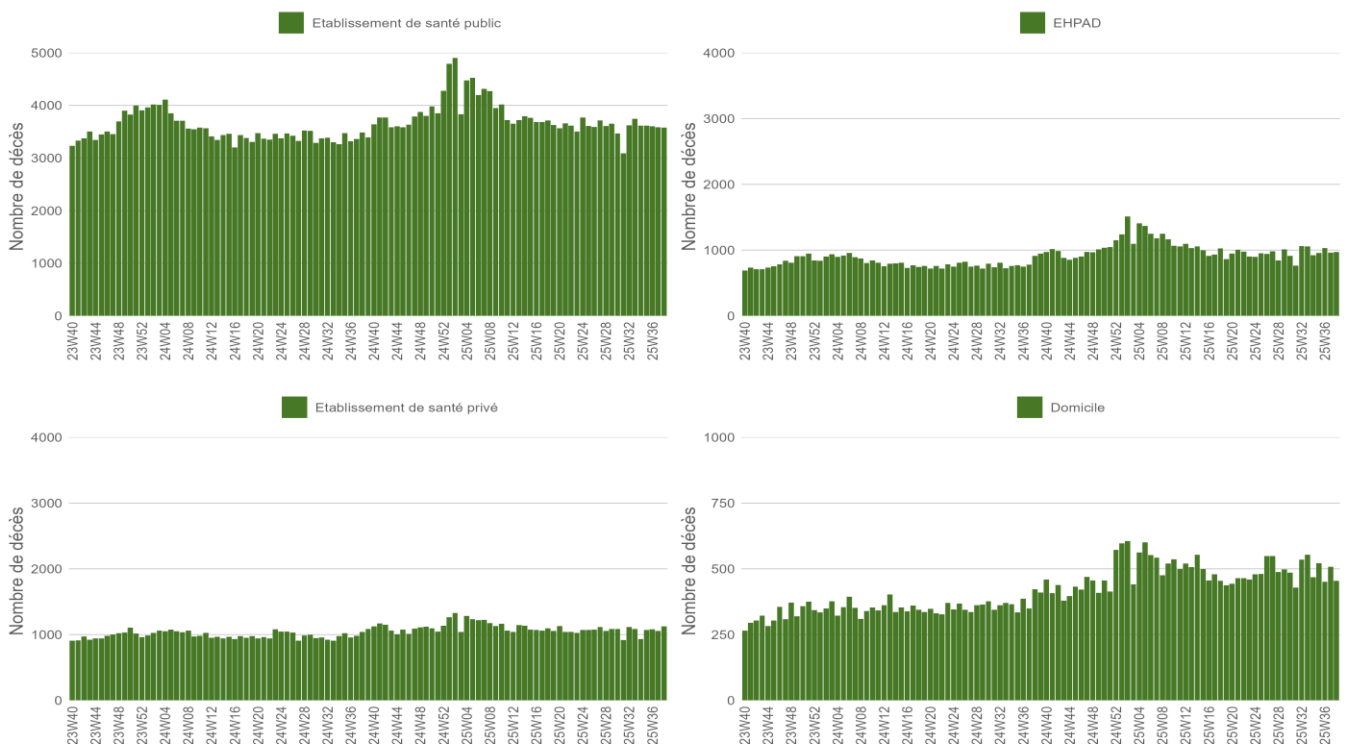 Etablissement de santé public
Nombre de décès
5000
4000
3000
2000
1000
0
23W40 23W44 23W48 23W52 24W04 24W08 24W12 24W16 24W20 24W24 24W28 24W32 24W36 24W40 24W44 24W48 24W52 25W04 25W08 25W12 25W16 25W20 25W24 25W28 25W32 25W36
EHPAD
Nombre de décès
4000
3000
2000
1000
0
23W40 23W44 23W48 23W52 24W04 24W08 24W12 24W16 24W20 24W24 24W28 24W32 24W36 24W40 24W44 24W48 24W52 25W04 25W08 25W12 25W16 25W20 25W24 25W28 25W32 25W36
Etablissement de santé privé
Nombre de décès
4000
3000
2000
1000
0
23W40 23W44 23W48 23W52 24W04 24W08 24W12 24W16 24W20 24W24 24W28 24W32 24W36 24W40 24W44 24W48 24W52 25W04 25W08 25W12 25W16 25W20 25W24 25W28 25W32 25W36
Domicile
Nombre de décès
1000
750
500
250
0
23W40 23W44 23W48 23W52 24W04 24W08 24W12 24W16 24W20 24W24 24W28 24W32 24W36 24W40 24W44 24W48 24W52 25W04 25W08 25W12 25W16 25W20 25W24 25W28 25W32 25W36